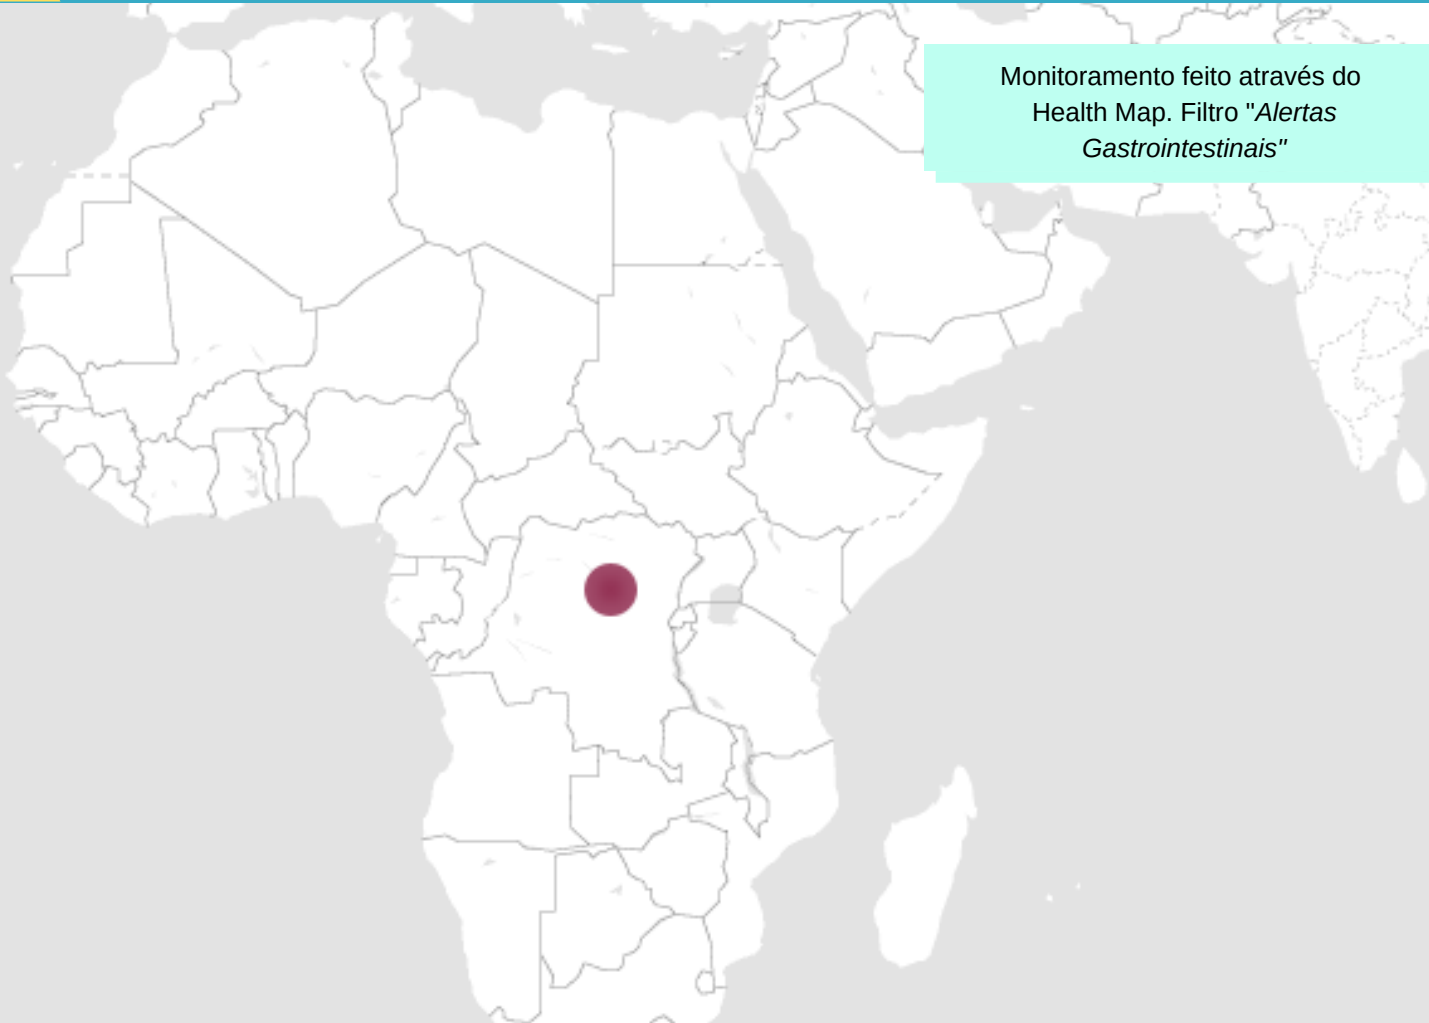 Monitoramento feito através do
Health Map. Filtro "Alertas
Gastrointestinais"